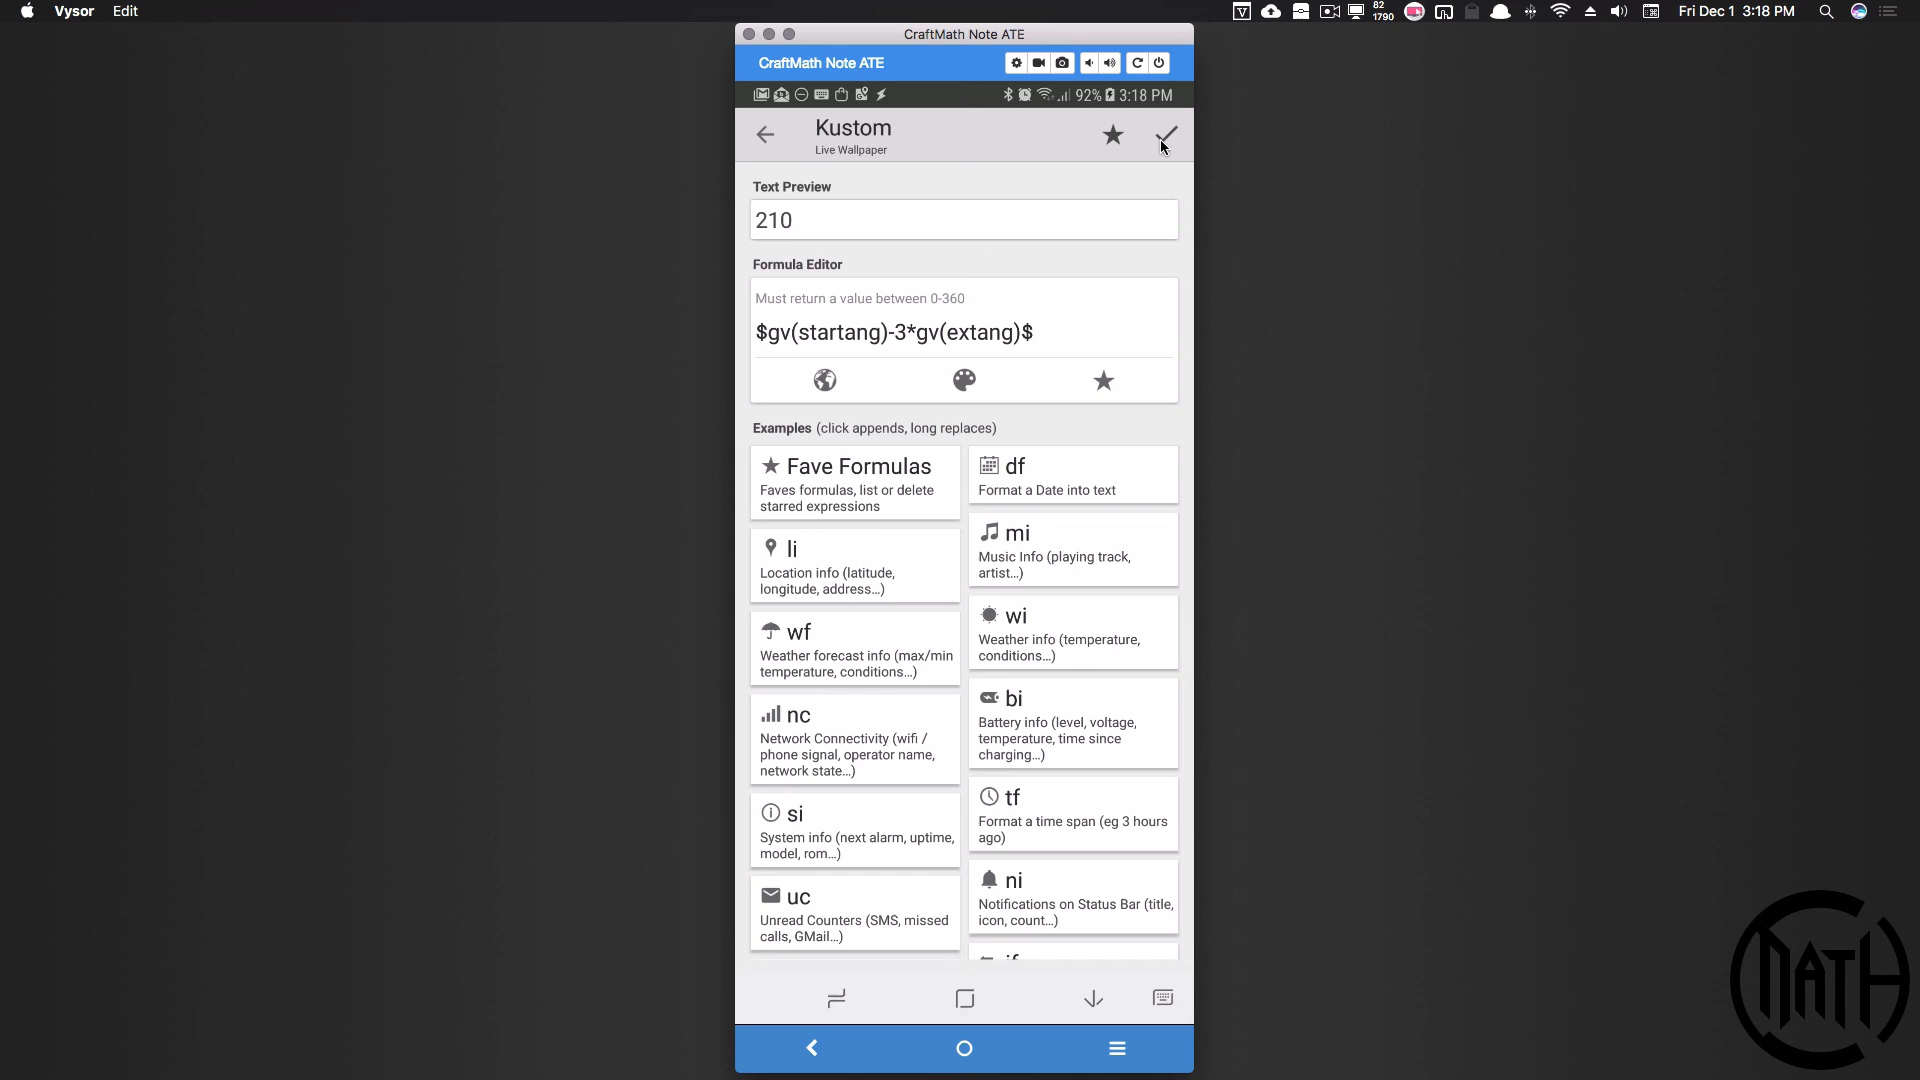 Vysor Edit
82
1790
Fri Dec 1 3:18 PM
CraftMath Note ATE
CraftMath Note ATE
92% 3:18 PM
Kustom
Live Wallpaper
Text Preview
210
Formula Editor
Must return a value between 0-360
$gv(startang)-3*gv(extang)$
Examples (click appends, long replaces)
Fave Formulas
Faves formulas, list or delete
starred expressions
df
Format a Date into text
li
Location info (latitude,
longitude, address...)
mi
Music Info (playing track,
artist...)
wf
Weather forecast info (max/min
temperature, conditions...)
wi
Weather info (temperature,
conditions...)
nc
Network Connectivity (wifi /
phone signal, operator name,
network state...)
bi
Battery info (level, voltage,
temperature, time since
charging...)
si
System info (next alarm, uptime,
model, rom...)
tf
Format a time span (eg 3 hours
ago)
uc
Unread Counters (SMS, missed
calls, GMail...)
ni
Notifications on Status Bar (title,
icon, count...)